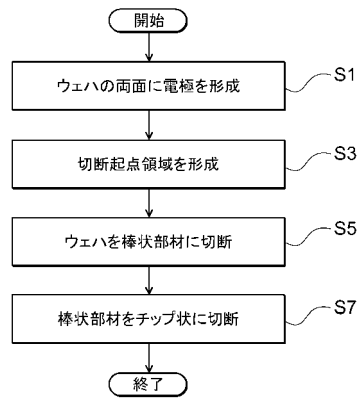 開始
ウェハの両面に電極を形成
S1
切断起点領域を形成
S3
ウェハを棒状部材に切断
S5
棒状部材をチップ状に切断
S7
終了